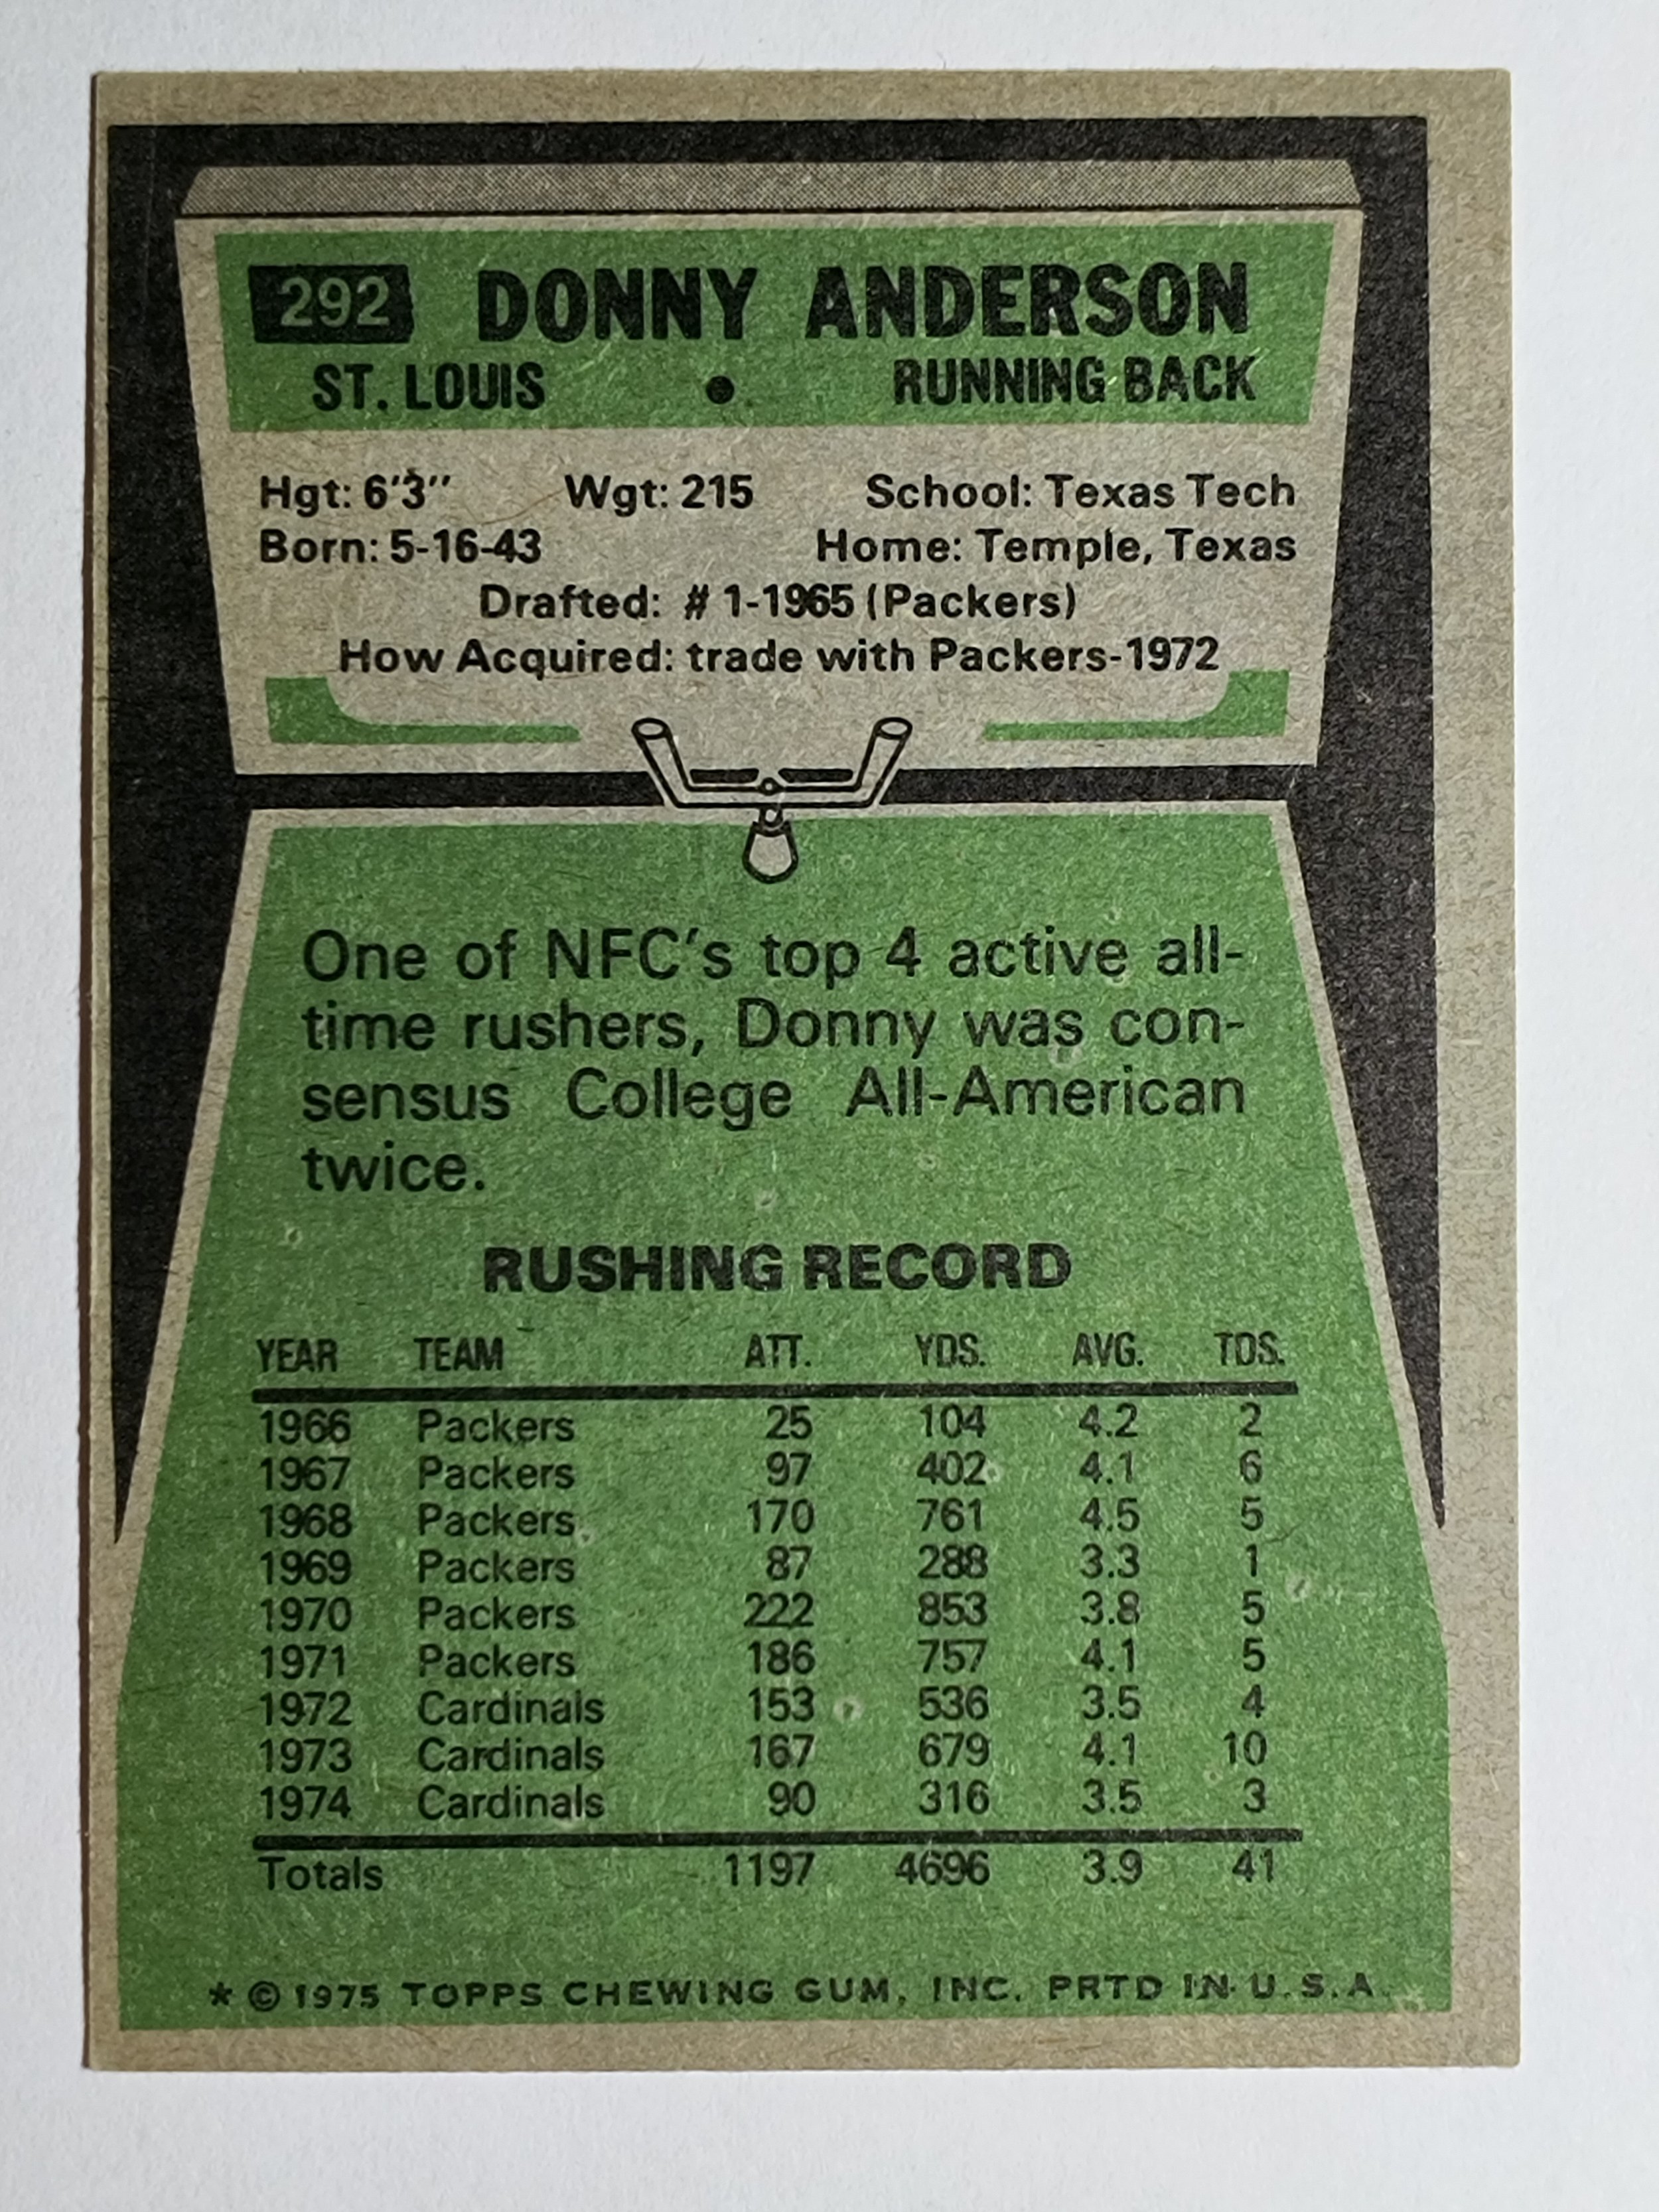 292 DONNY ANDERSON
ST. LOUIS • RUNNING BACK
Hgt: 6'3" Wgt: 215 School: Texas Tech
Born: 5-16-43 Home: Temple, Texas
Drafted: # 1-1965 (Packers)
How Acquired: trade with Packers-1972
One of NFC's top 4 active all-
time rushers, Donny was con-
sensus College All-American
twice.
RUSHING RECORD
YEAR TEAM ATT. YDS. AVG. TDS.
1966 Packers 25 104 4.2 2
1967 Packers 97 402 4.1 6
1968 Packers 170 761 4.5 5
1969 Packers 87 288 3.3 1
1970 Packers 222 853 3.8 5
1971 Packers 186 757 4.1 5
1972 Cardinals 153 536 3.5 4
1973 Cardinals 167 679 4.1 10
1974 Cardinals 90 316 3.5 3
Totals 1197 4696 3.9 41
* © 1975 TOPPS CHEWING GUM, INC. PRTD IN U.S.A.